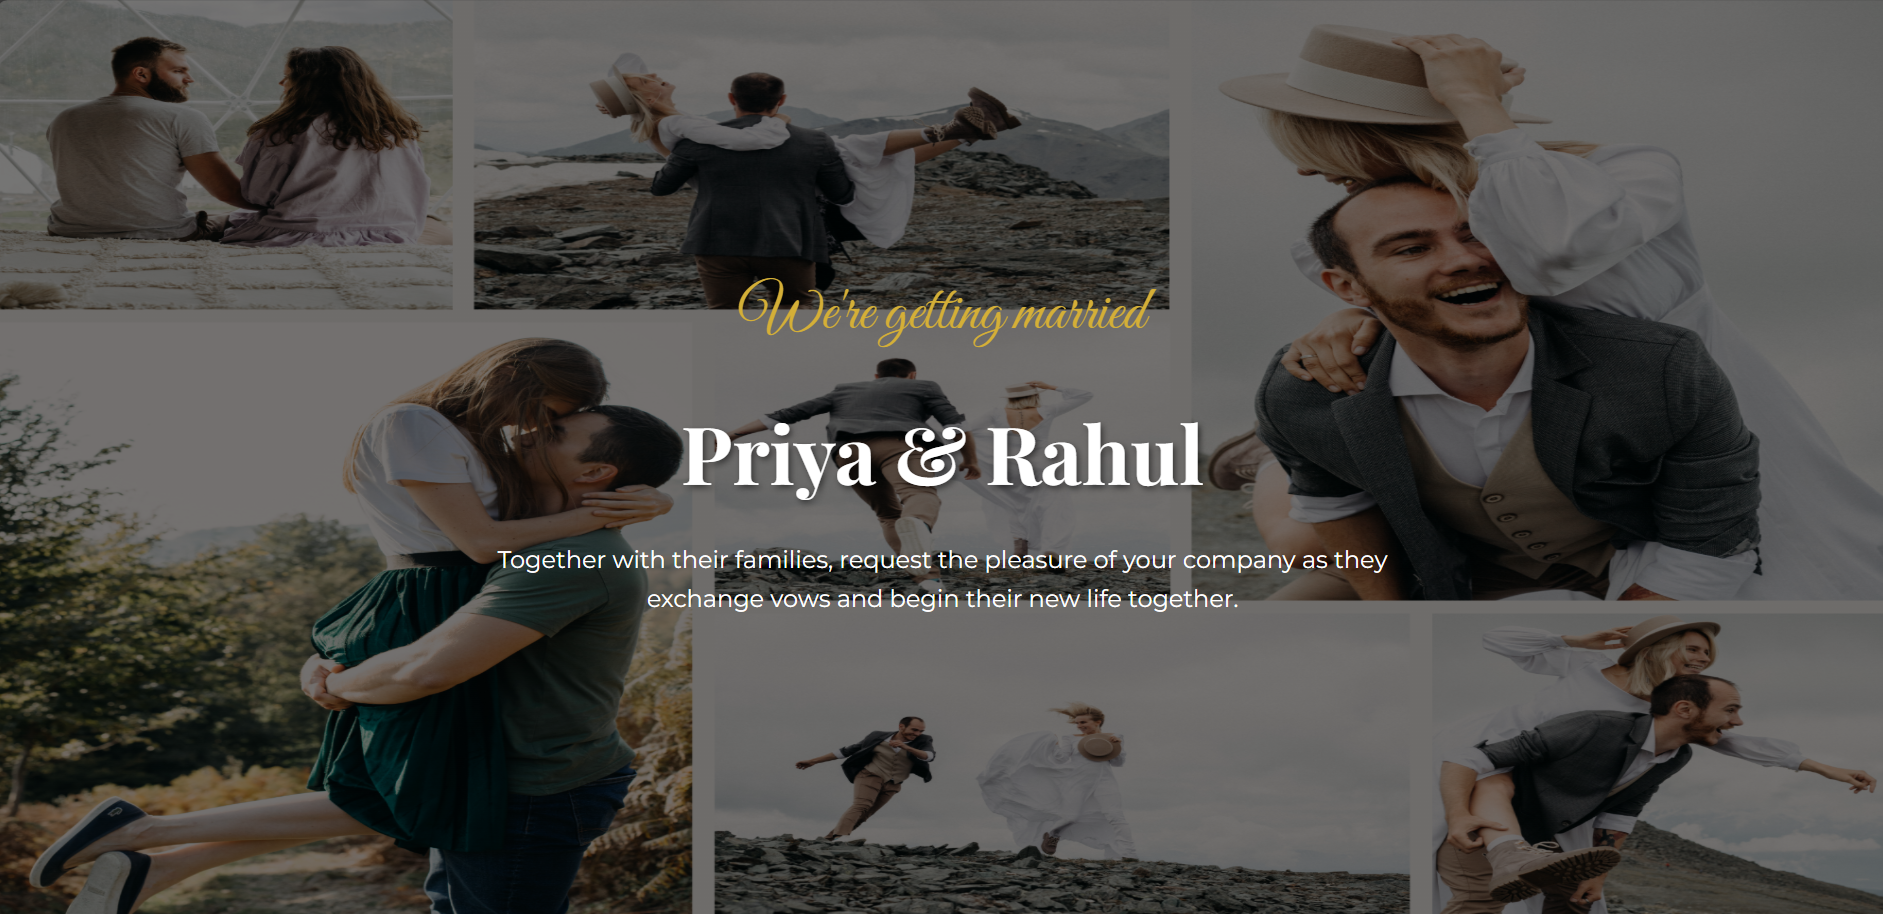 We're getting married
Priya & Rahul
Together with their families, request the pleasure of your company as they
exchange vows and begin their new life together.